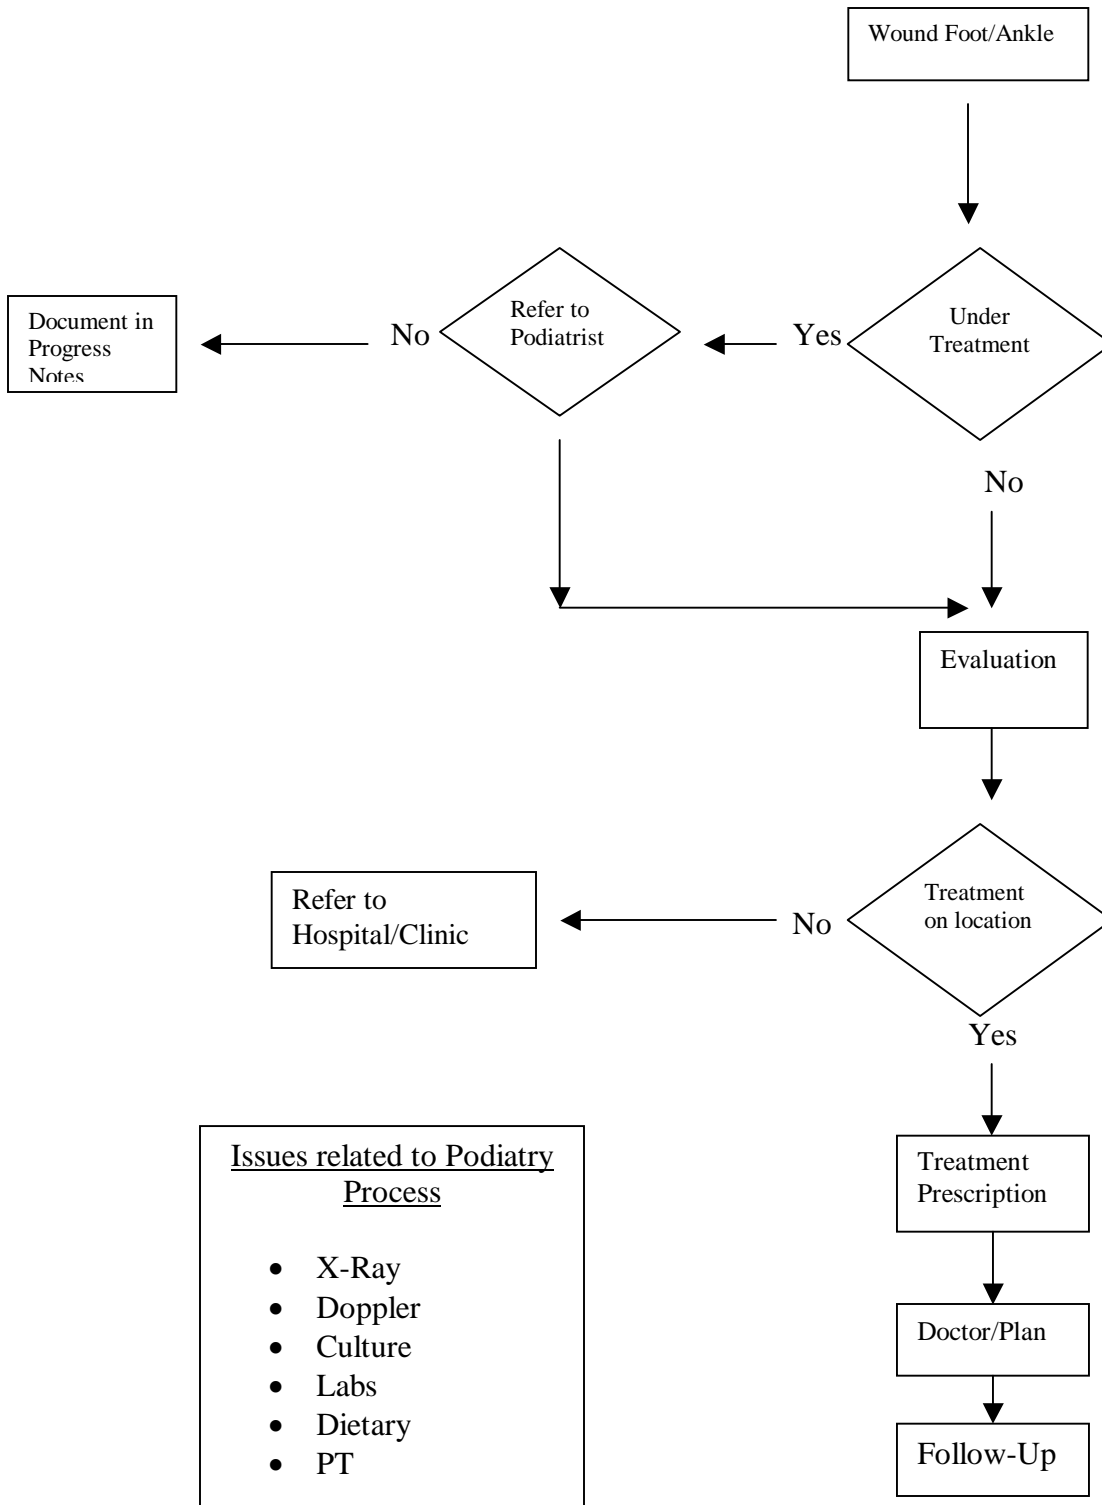 Wound Foot/Ankle
Document in
Progress
Notes
No
Refer to
Podiatrist
Yes
Under
Treatment
No
Evaluation
Refer to
Hospital/Clinic
No
Treatment
on location
Yes
Issues related to Podiatry
Process
• X-Ray
• Doppler
• Culture
• Labs
• Dietary
• PT
Treatment
Prescription
Doctor/Plan
Follow-Up